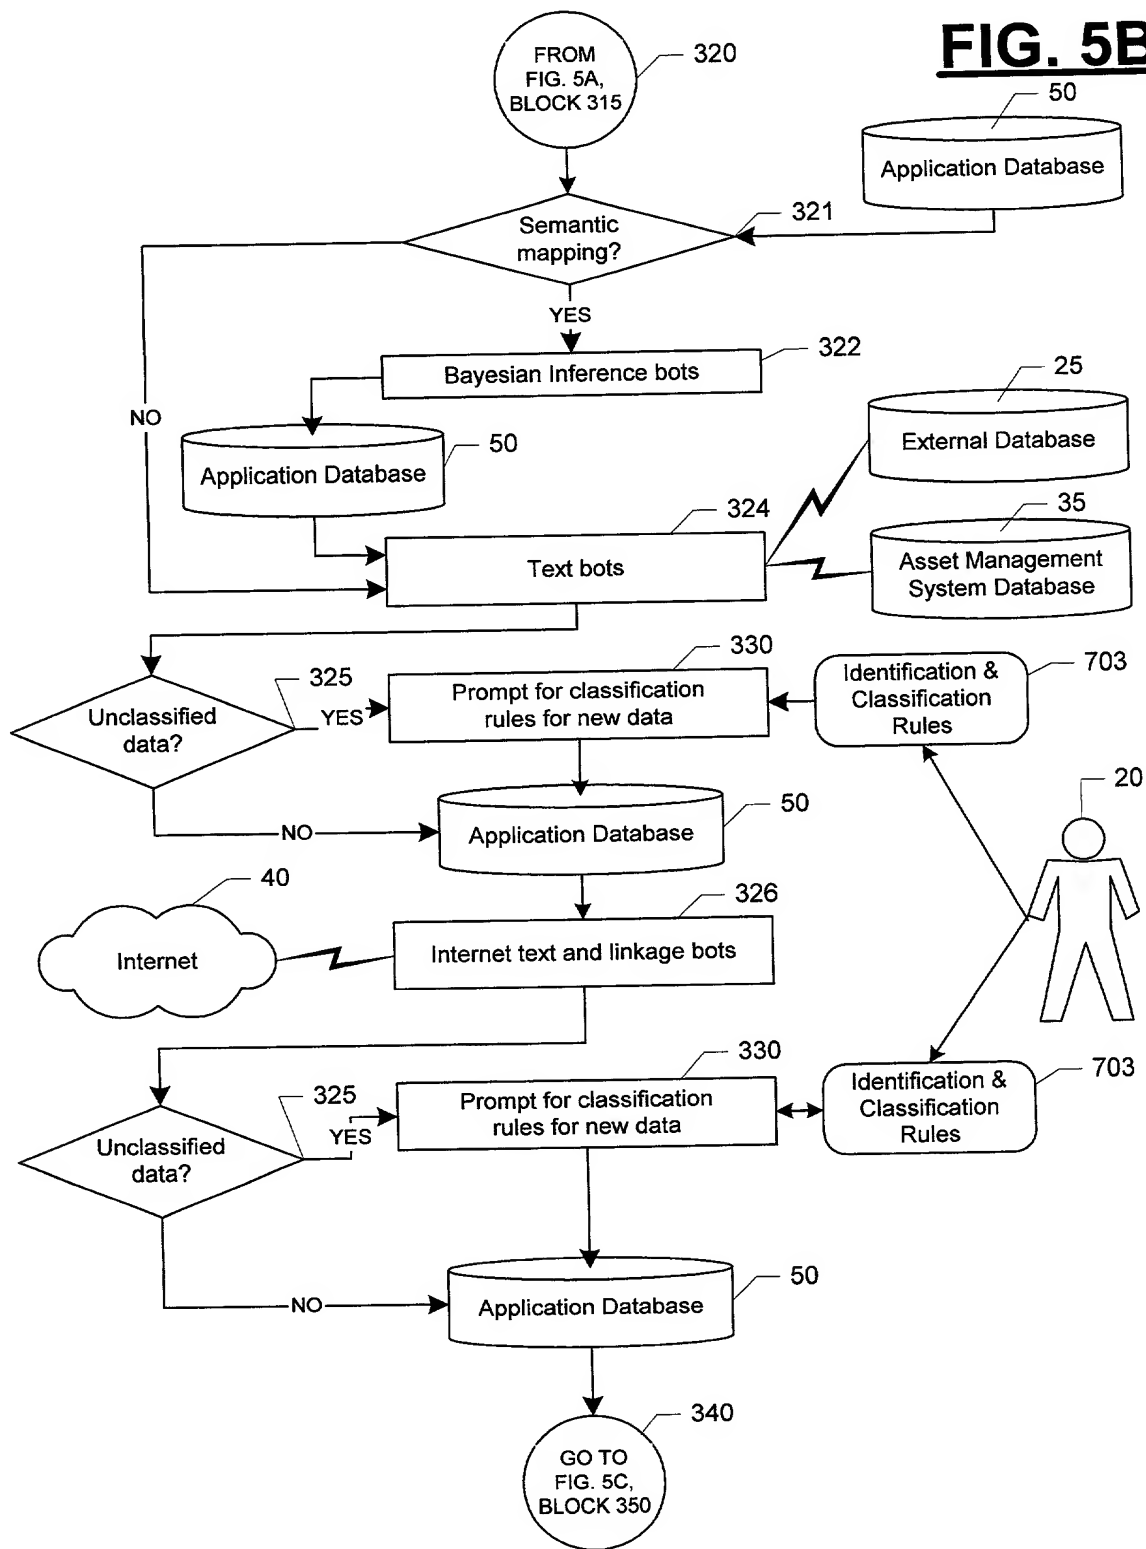 FIG. 5B
FROM
FIG. 5A,
BLOCK 315
320
50
Application Database
Semantic
mapping?
321
YES
NO
Bayesian Inference bots
322
Application Database
50
25
External Database
Text bots
324
35
Asset Management
System Database
Unclassified
data?
325
YES
Prompt for classification
rules for new data
330
Identification &
Classification
Rules
703
NO
Application Database
50
20
40
Internet
Internet text and linkage bots
326
Unclassified
data?
325
YES
Prompt for classification
rules for new data
330
Identification &
Classification
Rules
703
NO
Application Database
50
GO TO
FIG. 5C,
BLOCK 350
340